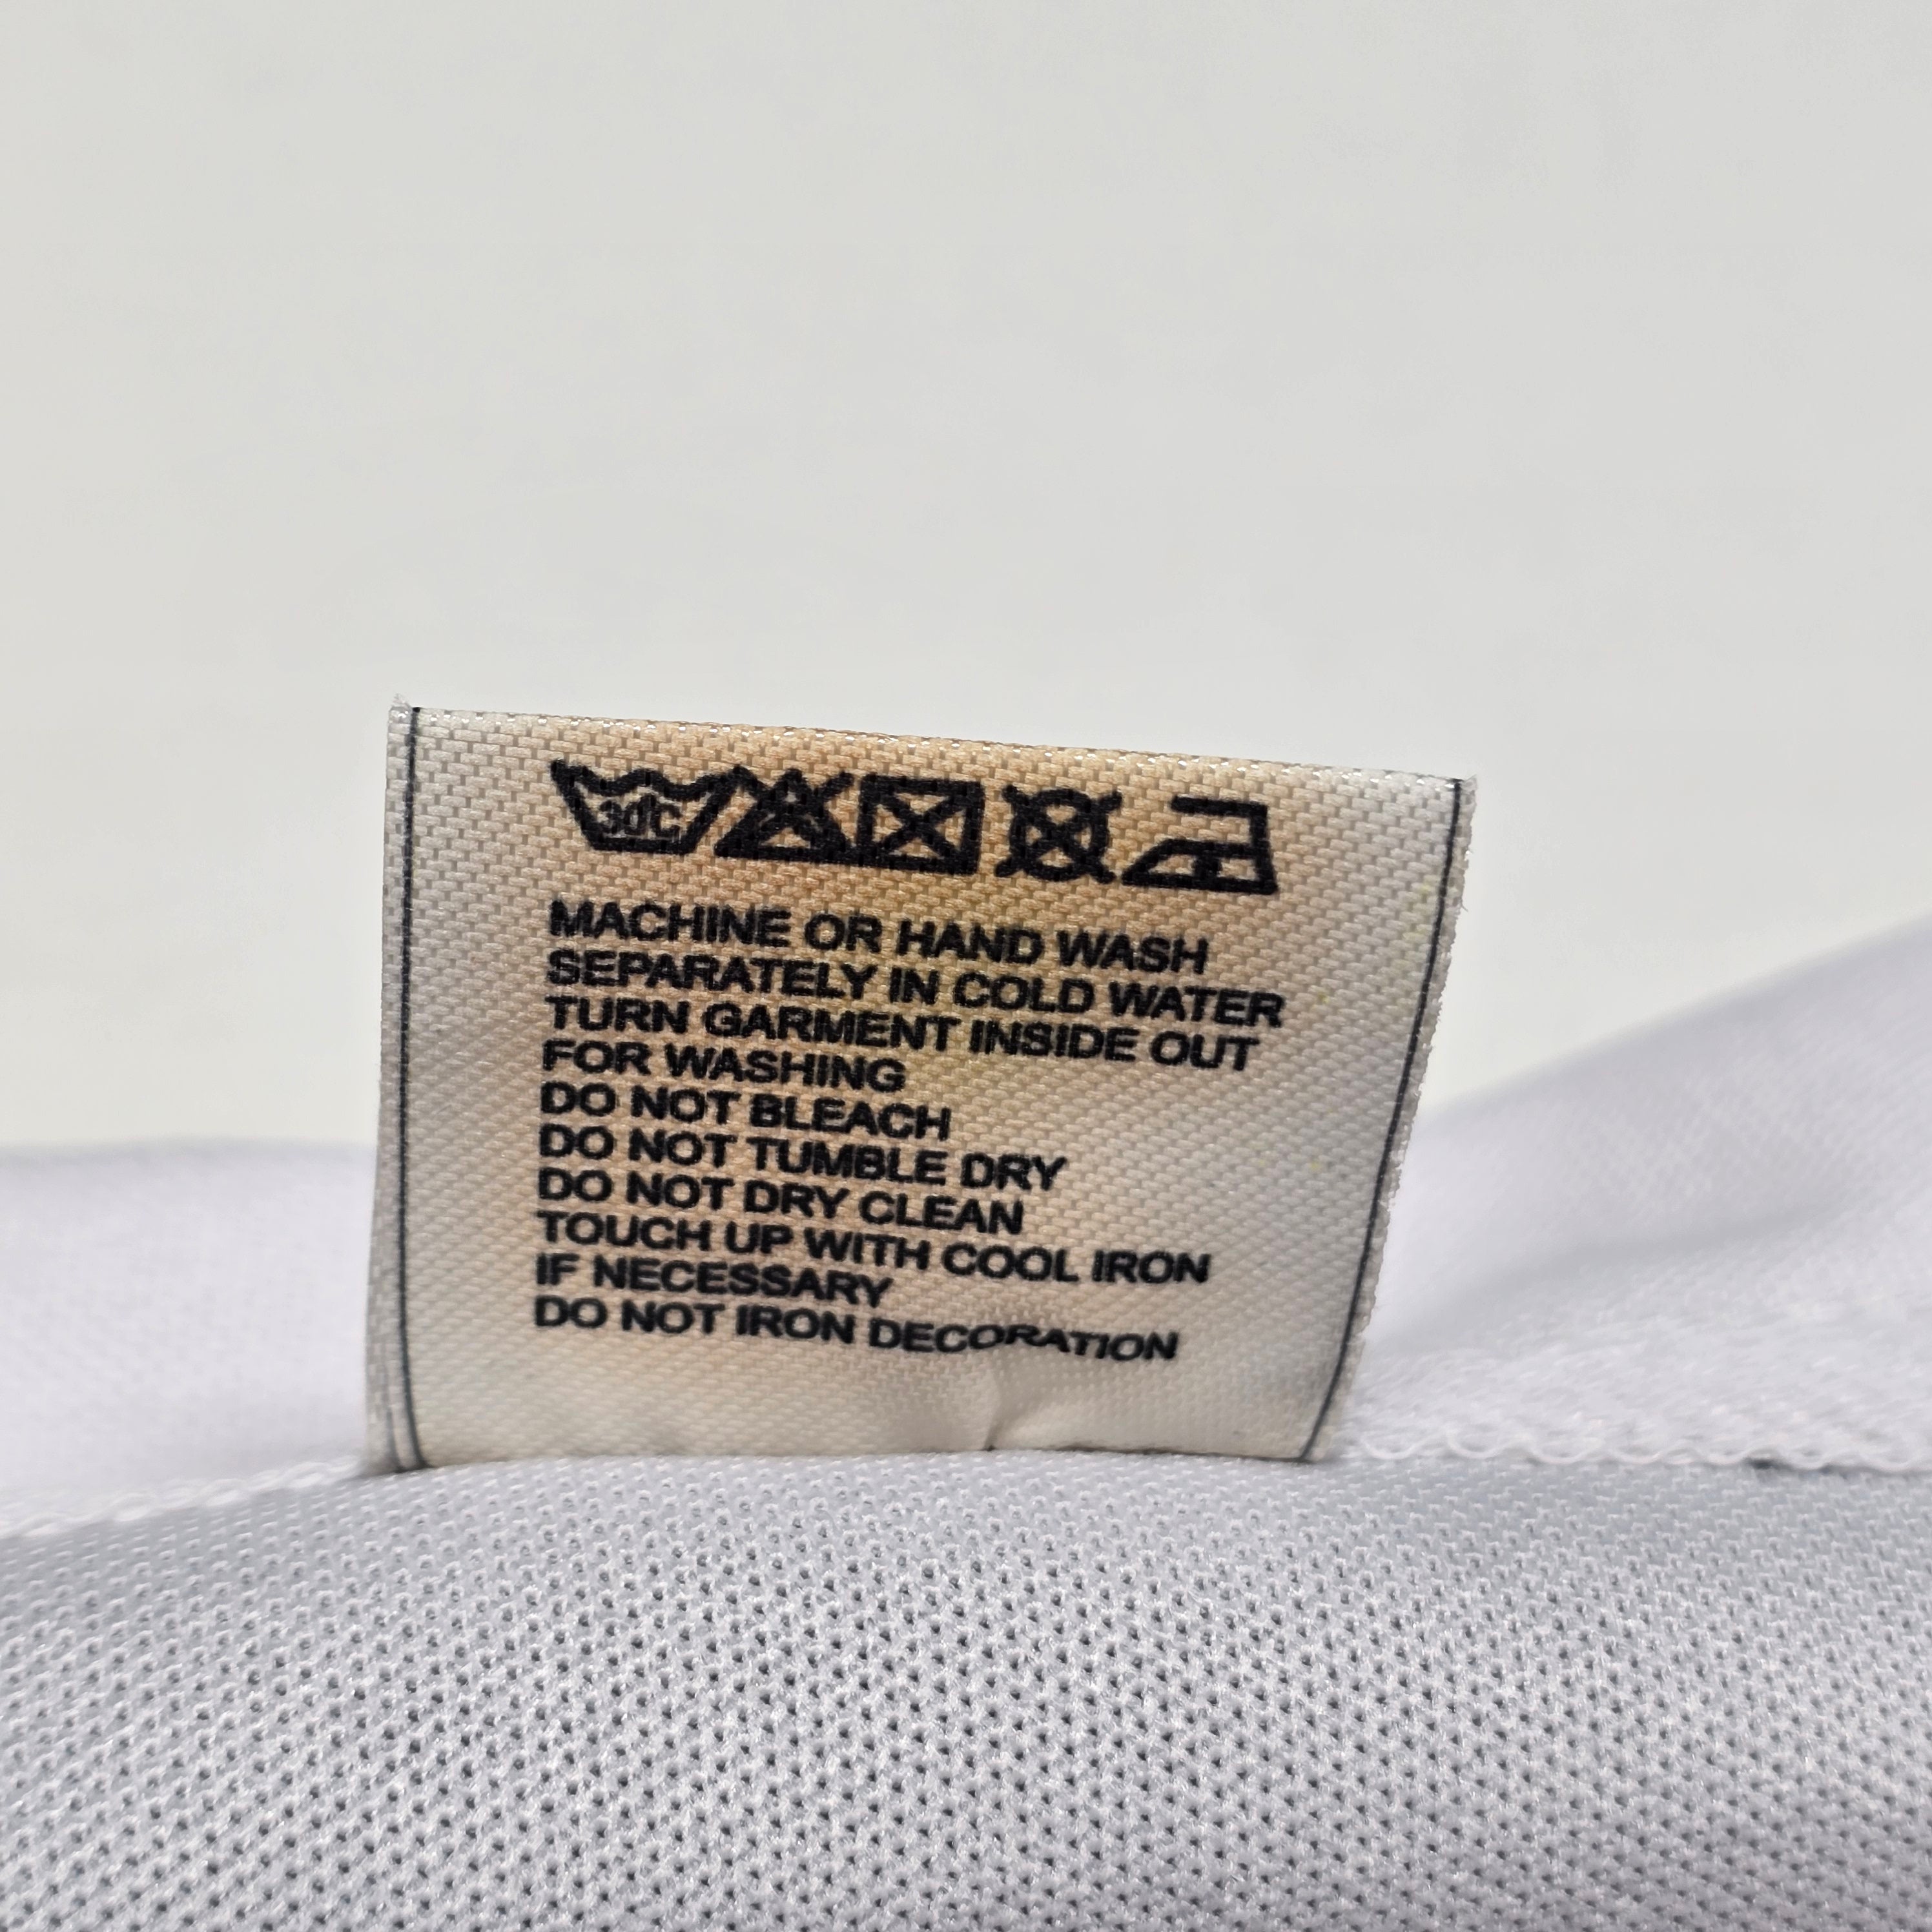 30°C
MACHINE OR HAND WASH
SEPARATELY IN COLD WATER
TURN GARMENT INSIDE OUT
FOR WASHING
DO NOT BLEACH
DO NOT TUMBLE DRY
DO NOT DRY CLEAN
TOUCH UP WITH COOL IRON
IF NECESSARY
DO NOT IRON DECORATION